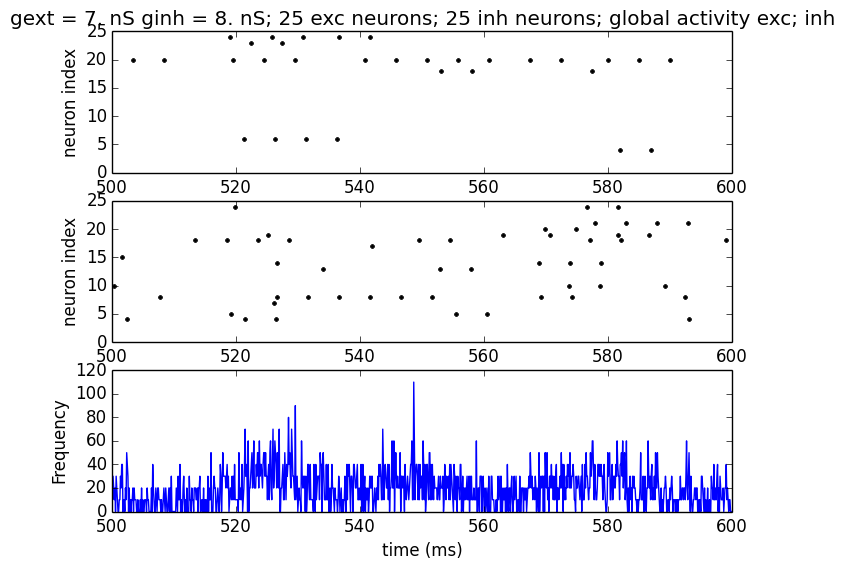 gext = 7. nS ginh = 8. nS; 25 exc neurons; 25 inh neurons; global activity exc; inh
25
20
15
10
5
0
neuron index
500 520 540 560 580 600
25
20
15
10
5
0
neuron index
500 520 540 560 580 600
120
100
80
60
40
20
0
Frequency
500 520 540 560 580 600
time (ms)